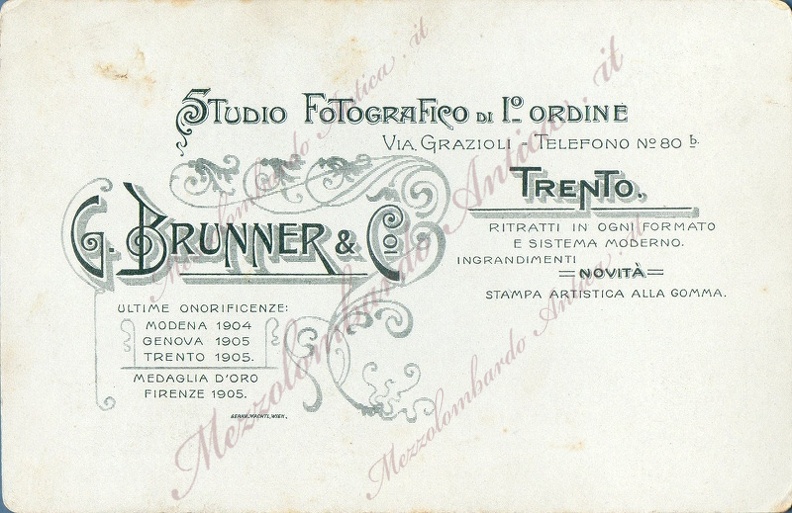 Studio Fotografico di Iº ordine
Via Grazioli - Telefono Nº 80 b.
G. Brunner & Cº
Trento.
Ritratti in ogni formato
e sistema moderno.
Ingrandimenti
=Novità=
Stampa artistica alla gomma.
Ultime onorificenze:
Modena 1904
Genova 1905
Trento 1905.
Medaglia d'oro
Firenze 1905.
Mezzolombardo Antica . it
Mezzolombardo Antica . it
Mezzolombardo Antica . it